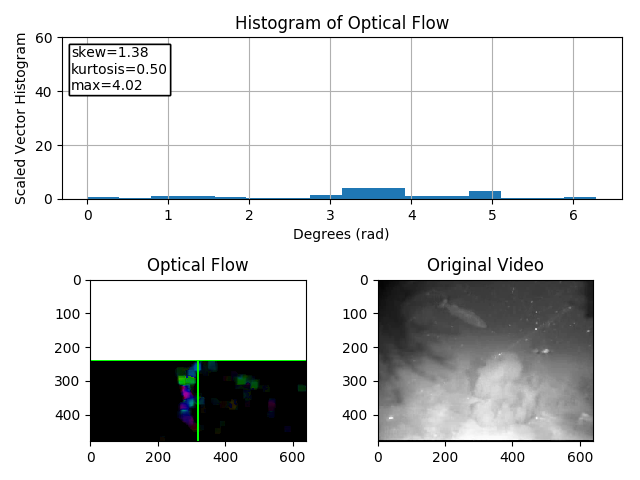 Histogram of Optical Flow
skew=1.38
kurtosis=0.50
max=4.02
Scaled Vector Histogram
60
40
20
0
0 1 2 3 4 5 6
Degrees (rad)
Optical Flow
0
100
200
300
400
0 200 400 600
Original Video
0
100
200
300
400
0 200 400 600